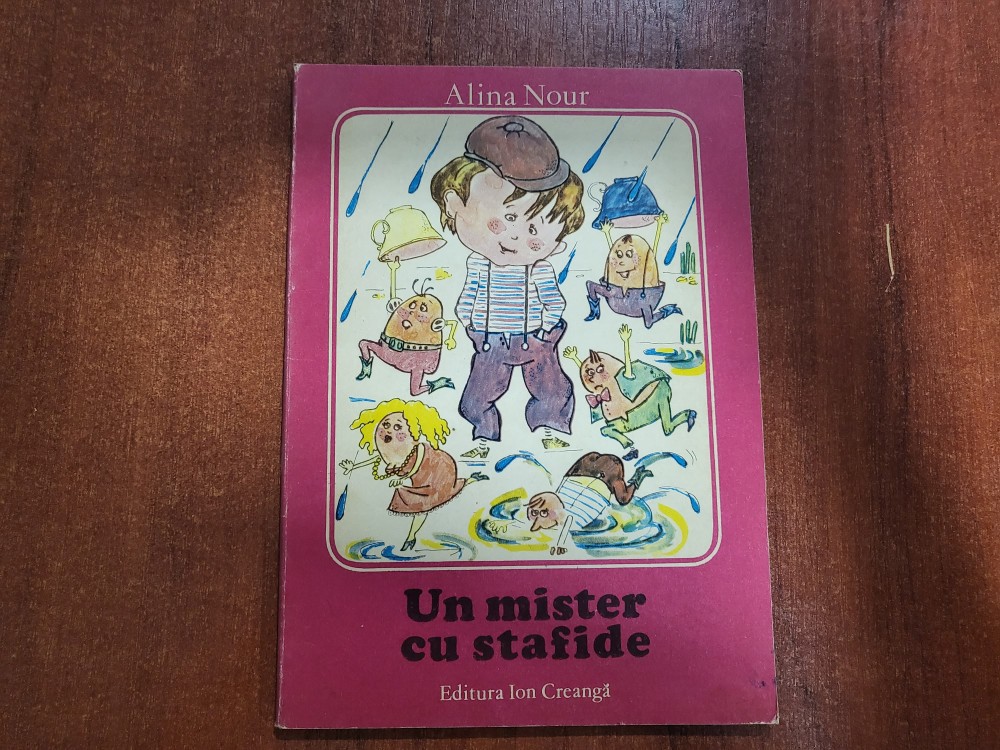 Alina Nour
Un mister
cu stafide
Editura Ion Creangă